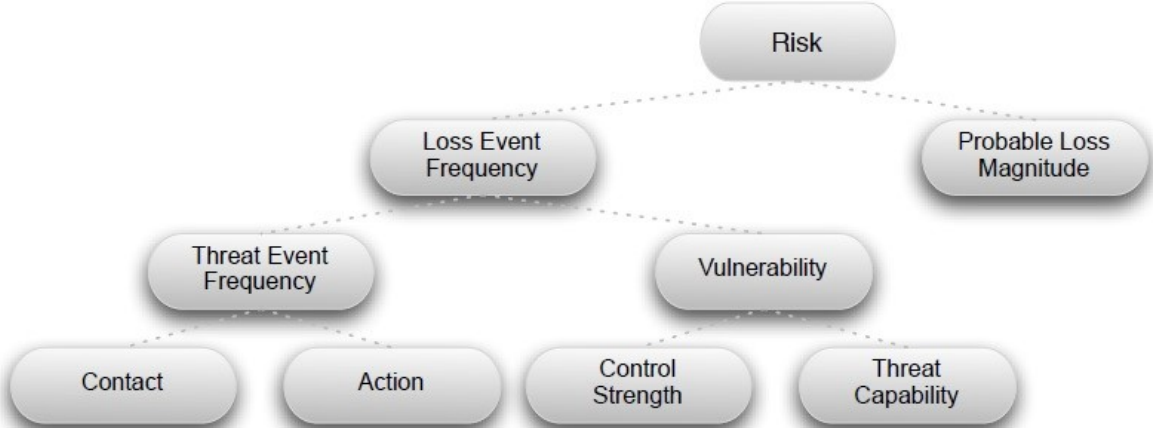 Risk
Loss Event
Frequency
Probable Loss
Magnitude
Threat Event
Frequency
Vulnerability
Contact
Action
Control
Strength
Threat
Capability